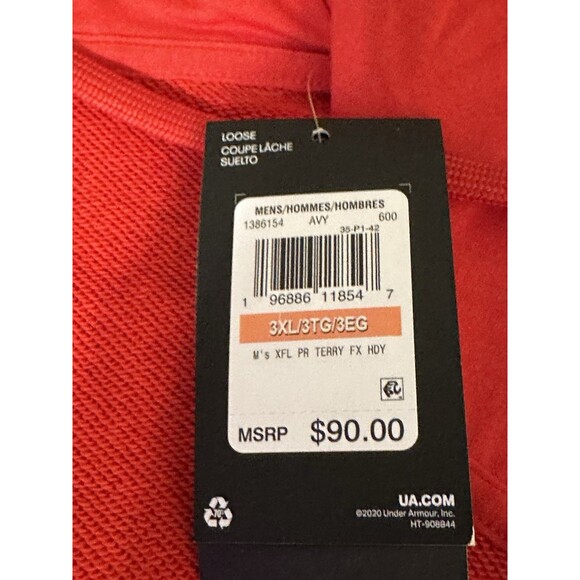 LOOSE
COUPE LÂCHE
SUELTO
MENS/HOMMES/HOMBRES
1386154 AVY 600
35-P1-42
1 96886 11854 7
3XL/3TG/3EG
M's XFL PR TERRY FX HDY
MSRP $90.00
UA.COM
©2020 Under Armour, Inc.
HT-908844